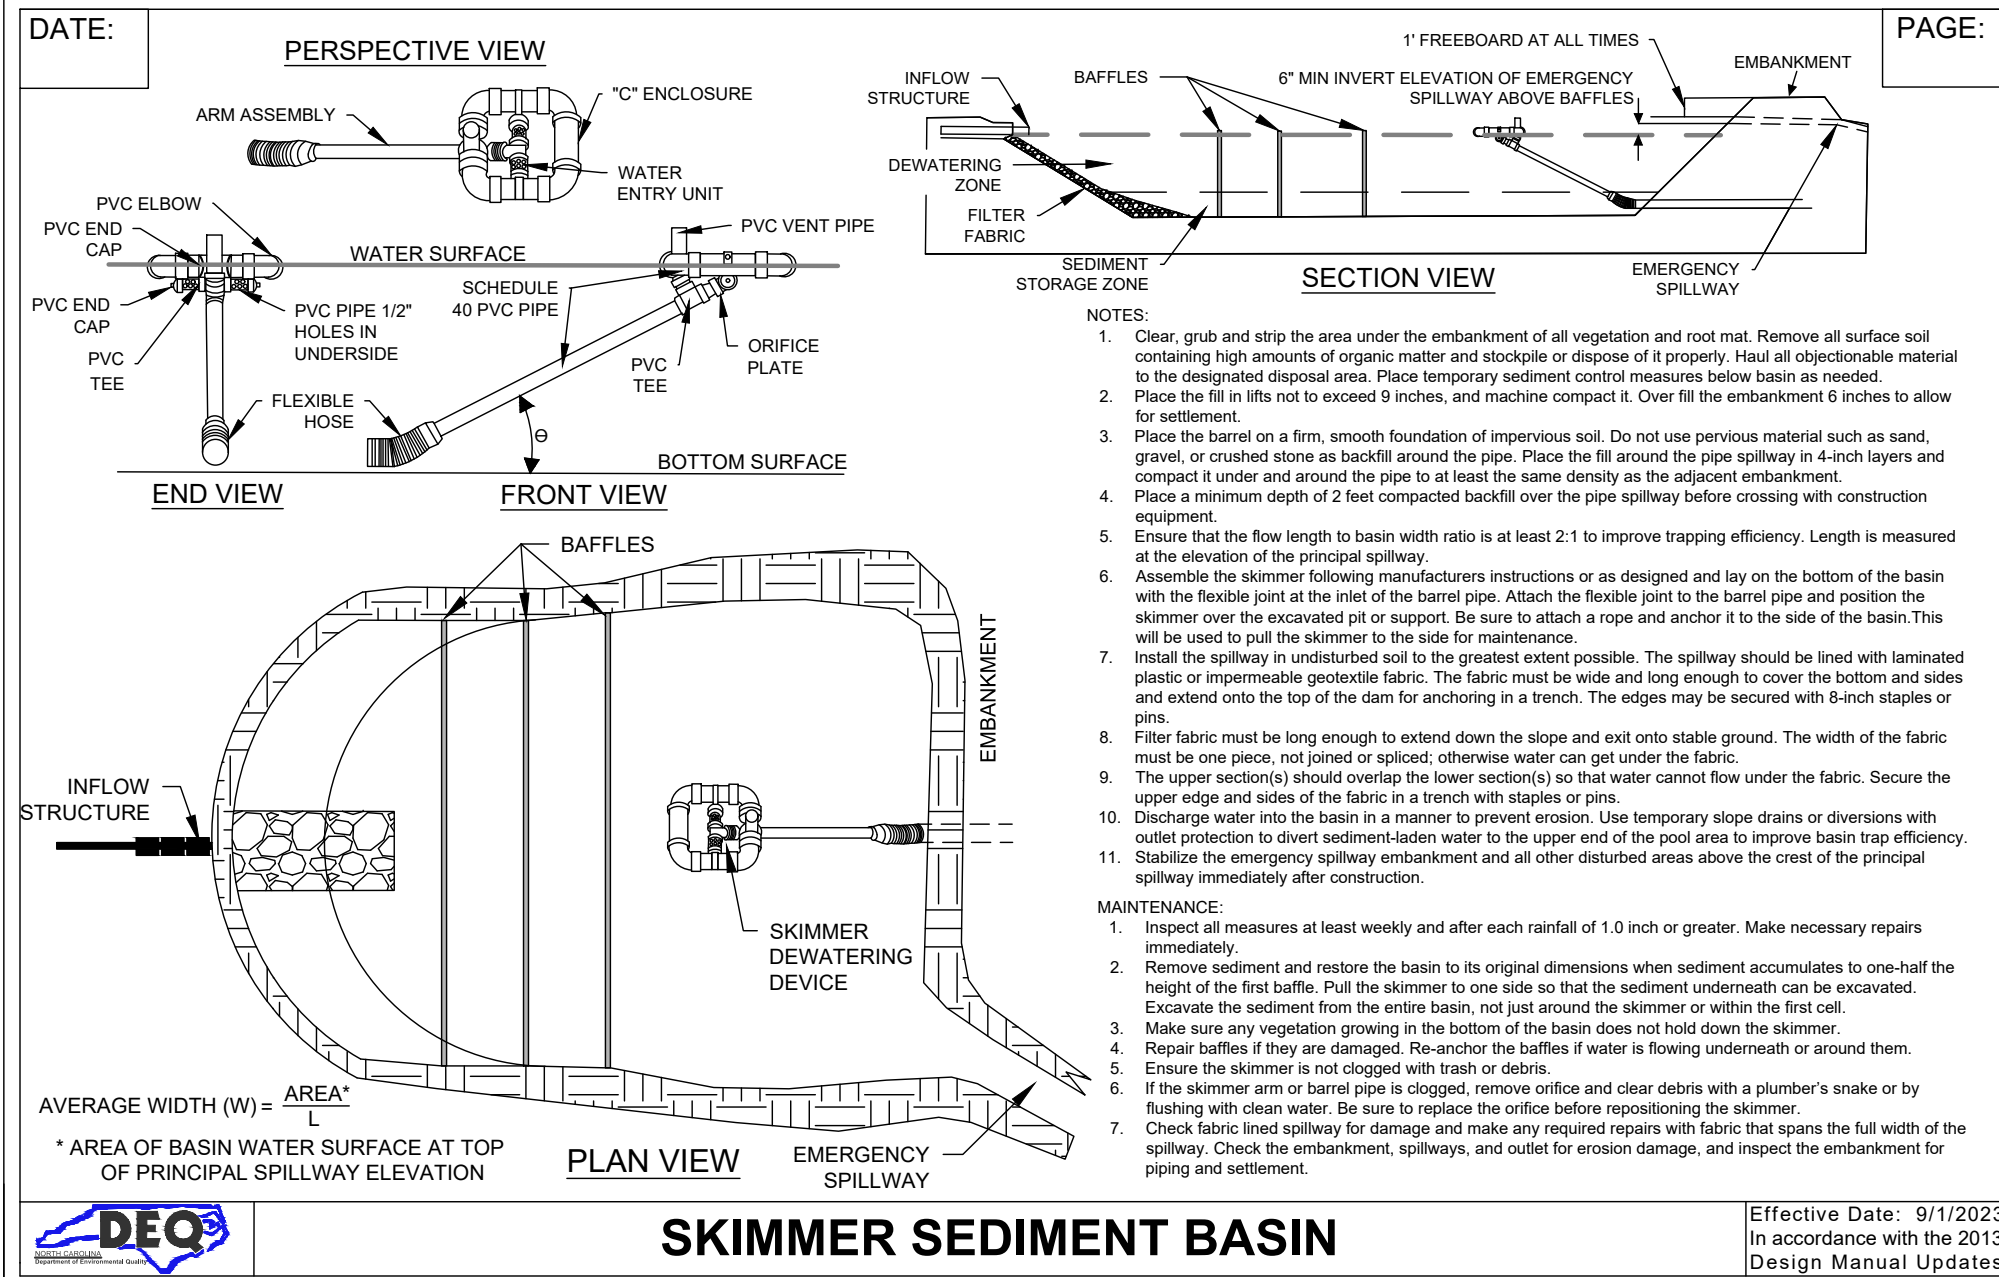 DATE:
PAGE:
PERSPECTIVE VIEW
ARM ASSEMBLY
"C" ENCLOSURE
WATER
ENTRY UNIT
PVC ELBOW
PVC END
CAP
PVC END
CAP
PVC
TEE
WATER SURFACE
PVC PIPE 1/2"
HOLES IN
UNDERSIDE
FLEXIBLE
HOSE
SCHEDULE
40 PVC PIPE
PVC VENT PIPE
ORIFICE
PLATE
PVC
TEE
Θ
BOTTOM SURFACE
END VIEW
FRONT VIEW
INFLOW
STRUCTURE
BAFFLES
1' FREEBOARD AT ALL TIMES
6" MIN INVERT ELEVATION OF EMERGENCY
SPILLWAY ABOVE BAFFLES
EMBANKMENT
DEWATERING
ZONE
FILTER
FABRIC
SEDIMENT
STORAGE ZONE
SECTION VIEW
EMERGENCY
SPILLWAY
BAFFLES
EMBANKMENT
INFLOW
STRUCTURE
SKIMMER
DEWATERING
DEVICE
AVERAGE WIDTH (W) = AREA*
L
* AREA OF BASIN WATER SURFACE AT TOP
OF PRINCIPAL SPILLWAY ELEVATION
PLAN VIEW
EMERGENCY
SPILLWAY
NOTES:
1. Clear, grub and strip the area under the embankment of all vegetation and root mat. Remove all surface soil
containing high amounts of organic matter and stockpile or dispose of it properly. Haul all objectionable material
to the designated disposal area. Place temporary sediment control measures below basin as needed.
2. Place the fill in lifts not to exceed 9 inches, and machine compact it. Over fill the embankment 6 inches to allow
for settlement.
3. Place the barrel on a firm, smooth foundation of impervious soil. Do not use pervious material such as sand,
gravel, or crushed stone as backfill around the pipe. Place the fill around the pipe spillway in 4-inch layers and
compact it under and around the pipe to at least the same density as the adjacent embankment.
4. Place a minimum depth of 2 feet compacted backfill over the pipe spillway before crossing with construction
equipment.
5. Ensure that the flow length to basin width ratio is at least 2:1 to improve trapping efficiency. Length is measured
at the elevation of the principal spillway.
6. Assemble the skimmer following manufacturers instructions or as designed and lay on the bottom of the basin
with the flexible joint at the inlet of the barrel pipe. Attach the flexible joint to the barrel pipe and position the
skimmer over the excavated pit or support. Be sure to attach a rope and anchor it to the side of the basin.This
will be used to pull the skimmer to the side for maintenance.
7. Install the spillway in undisturbed soil to the greatest extent possible. The spillway should be lined with laminated
plastic or impermeable geotextile fabric. The fabric must be wide and long enough to cover the bottom and sides
and extend onto the top of the dam for anchoring in a trench. The edges may be secured with 8-inch staples or
pins.
8. Filter fabric must be long enough to extend down the slope and exit onto stable ground. The width of the fabric
must be one piece, not joined or spliced; otherwise water can get under the fabric.
9. The upper section(s) should overlap the lower section(s) so that water cannot flow under the fabric. Secure the
upper edge and sides of the fabric in a trench with staples or pins.
10. Discharge water into the basin in a manner to prevent erosion. Use temporary slope drains or diversions with
outlet protection to divert sediment-laden water to the upper end of the pool area to improve basin trap efficiency.
11. Stabilize the emergency spillway embankment and all other disturbed areas above the crest of the principal
spillway immediately after construction.
MAINTENANCE:
1. Inspect all measures at least weekly and after each rainfall of 1.0 inch or greater. Make necessary repairs
immediately.
2. Remove sediment and restore the basin to its original dimensions when sediment accumulates to one-half the
height of the first baffle. Pull the skimmer to one side so that the sediment underneath can be excavated.
Excavate the sediment from the entire basin, not just around the skimmer or within the first cell.
3. Make sure any vegetation growing in the bottom of the basin does not hold down the skimmer.
4. Repair baffles if they are damaged. Re-anchor the baffles if water is flowing underneath or around them.
5. Ensure the skimmer is not clogged with trash or debris.
6. If the skimmer arm or barrel pipe is clogged, remove orifice and clear debris with a plumber's snake or by
flushing with clean water. Be sure to replace the orifice before repositioning the skimmer.
7. Check fabric lined spillway for damage and make any required repairs with fabric that spans the full width of the
spillway. Check the embankment, spillways, and outlet for erosion damage, and inspect the embankment for
piping and settlement.
DEQ
NORTH CAROLINA
Department of Environmental Quality
SKIMMER SEDIMENT BASIN
Effective Date: 9/1/2023
In accordance with the 2013
Design Manual Updates